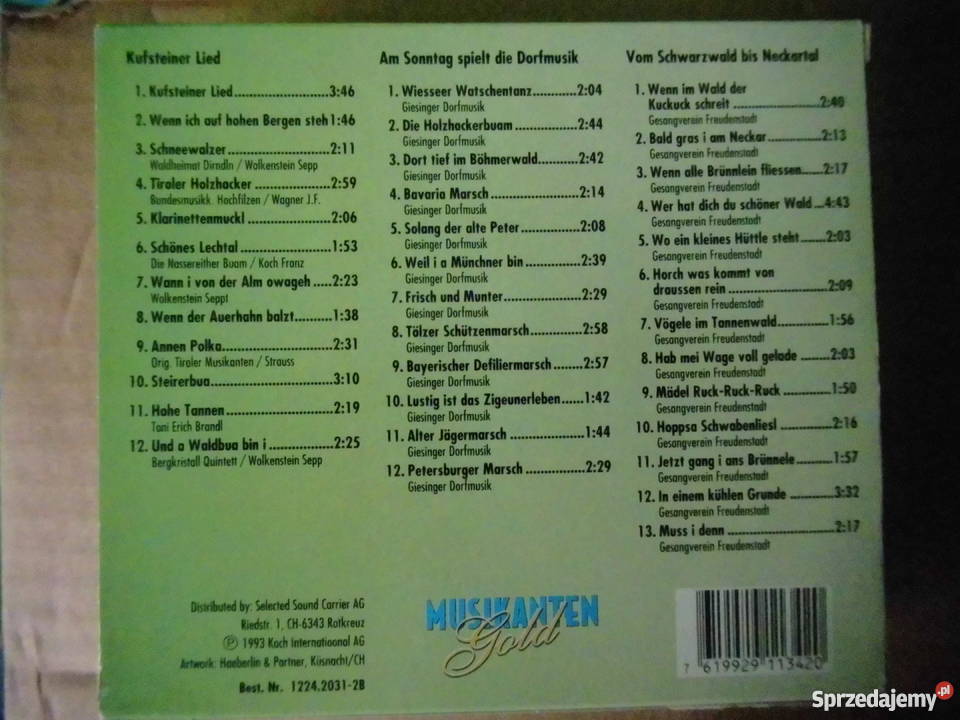 Kufsteiner Lied
1. Kufsteiner Lied 3:46
2. Wenn ich auf hohen Bergen steh 1:46
3. Schneewalzer 2:11
Waldheimat Dirndln / Wolkenstein Sepp
4. Tiroler Holzhacker 2:59
Bundesmusikk. Hochfilzen / Wagner J.F.
5. Klarinettenmuckl 2:06
6. Schönes Lechtal 1:53
Die Nassereither Buam / Koch Franz
7. Wann i von der Alm owageh 2:23
Wolkenstein Seppl
8. Wenn der Auerhahn balzt 1:38
9. Annen Polka 2:31
Orig. Tiroler Musikanten / Strauss
10. Steirerbua 3:10
11. Hohe Tannen 2:19
Toni Erich Brandl
12. Und a Waldbua bin i 2:25
Bergkristall Quintett / Wolkenstein Sepp
Am Sonntag spielt die Dorfmusik
1. Wiesseer Watschentanz 2:04
Giesinger Dorfmusik
2. Die Holzhackerbuam 2:44
Giesinger Dorfmusik
3. Dort tief im Böhmerwald 2:42
Giesinger Dorfmusik
4. Bavaria Marsch 2:14
Giesinger Dorfmusik
5. Solang der alte Peter 2:08
Giesinger Dorfmusik
6. Weil i a Münchner bin 2:39
Giesinger Dorfmusik
7. Frisch und Munter 2:29
Giesinger Dorfmusik
8. Tölzer Schützenmarsch 2:58
Giesinger Dorfmusik
9. Bayerischer Defiliermarsch 2:57
Giesinger Dorfmusik
10. Lustig ist das Zigeunerleben 1:42
Giesinger Dorfmusik
11. Alter Jägermarsch 1:44
Giesinger Dorfmusik
12. Petersburger Marsch 2:29
Giesinger Dorfmusik
Vom Schwarzwald bis Neckartal
1. Wenn im Wald der
Kuckuck schreit 2:40
Gesangverein Freudenstadt
2. Bald gras i am Neckar 2:13
Gesangverein Freudenstadt
3. Wenn alle Brünnlein fliessen 2:17
Gesangverein Freudenstadt
4. Wer hat dich du schöner Wald 4:43
Gesangverein Freudenstadt
5. Wo ein kleines Hüttle steht 2:03
Gesangverein Freudenstadt
6. Horch was kommt von
draussen rein 2:09
Gesangverein Freudenstadt
7. Vögele im Tannenwald 1:56
Gesangverein Freudenstadt
8. Hab mei Wage voll gelade 2:03
Gesangverein Freudenstadt
9. Mädel Ruck-Ruck-Ruck 1:50
Gesangverein Freudenstadt
10. Hoppsa Schwabenliesl 2:16
Gesangverein Freudenstadt
11. Jetzt gang i ans Brünnele 1:57
Gesangverein Freudenstadt
12. In einem kühlen Grunde 3:32
Gesangverein Freudenstadt
13. Muss i denn 2:17
Gesangverein Freudenstadt
Distributed by: Selected Sound Carrier AG
Riedstr. 1, CH-6343 Rotkreuz
Ⓟ 1993 Koch International AG
Artwork: Haeberlin & Partner, Küsnacht/CH
Best. Nr. 1224.2031-2B
MUSIKANTEN
Gold
7 619929 113420
Sprzedajemy.pl